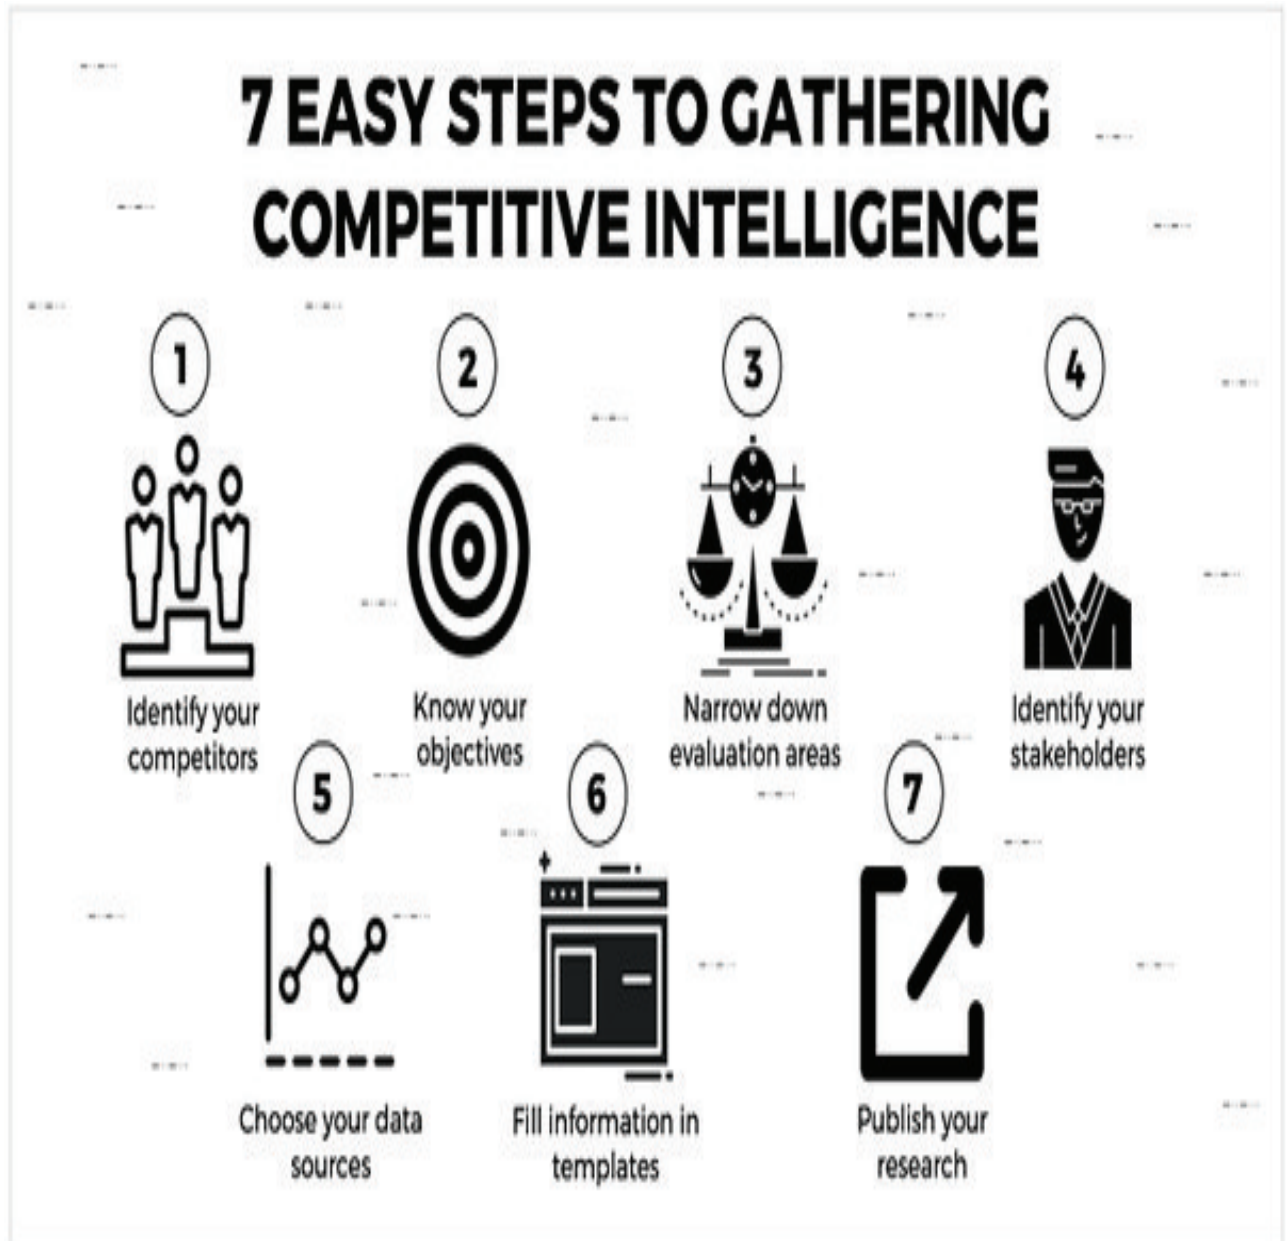 7 EASY STEPS TO GATHERING
COMPETITIVE INTELLIGENCE
1
Identify your
competitors
2
Know your
objectives
3
Narrow down
evaluation areas
4
Identify your
stakeholders
5
Choose your data
sources
6
Fill information in
templates
7
Publish your
research